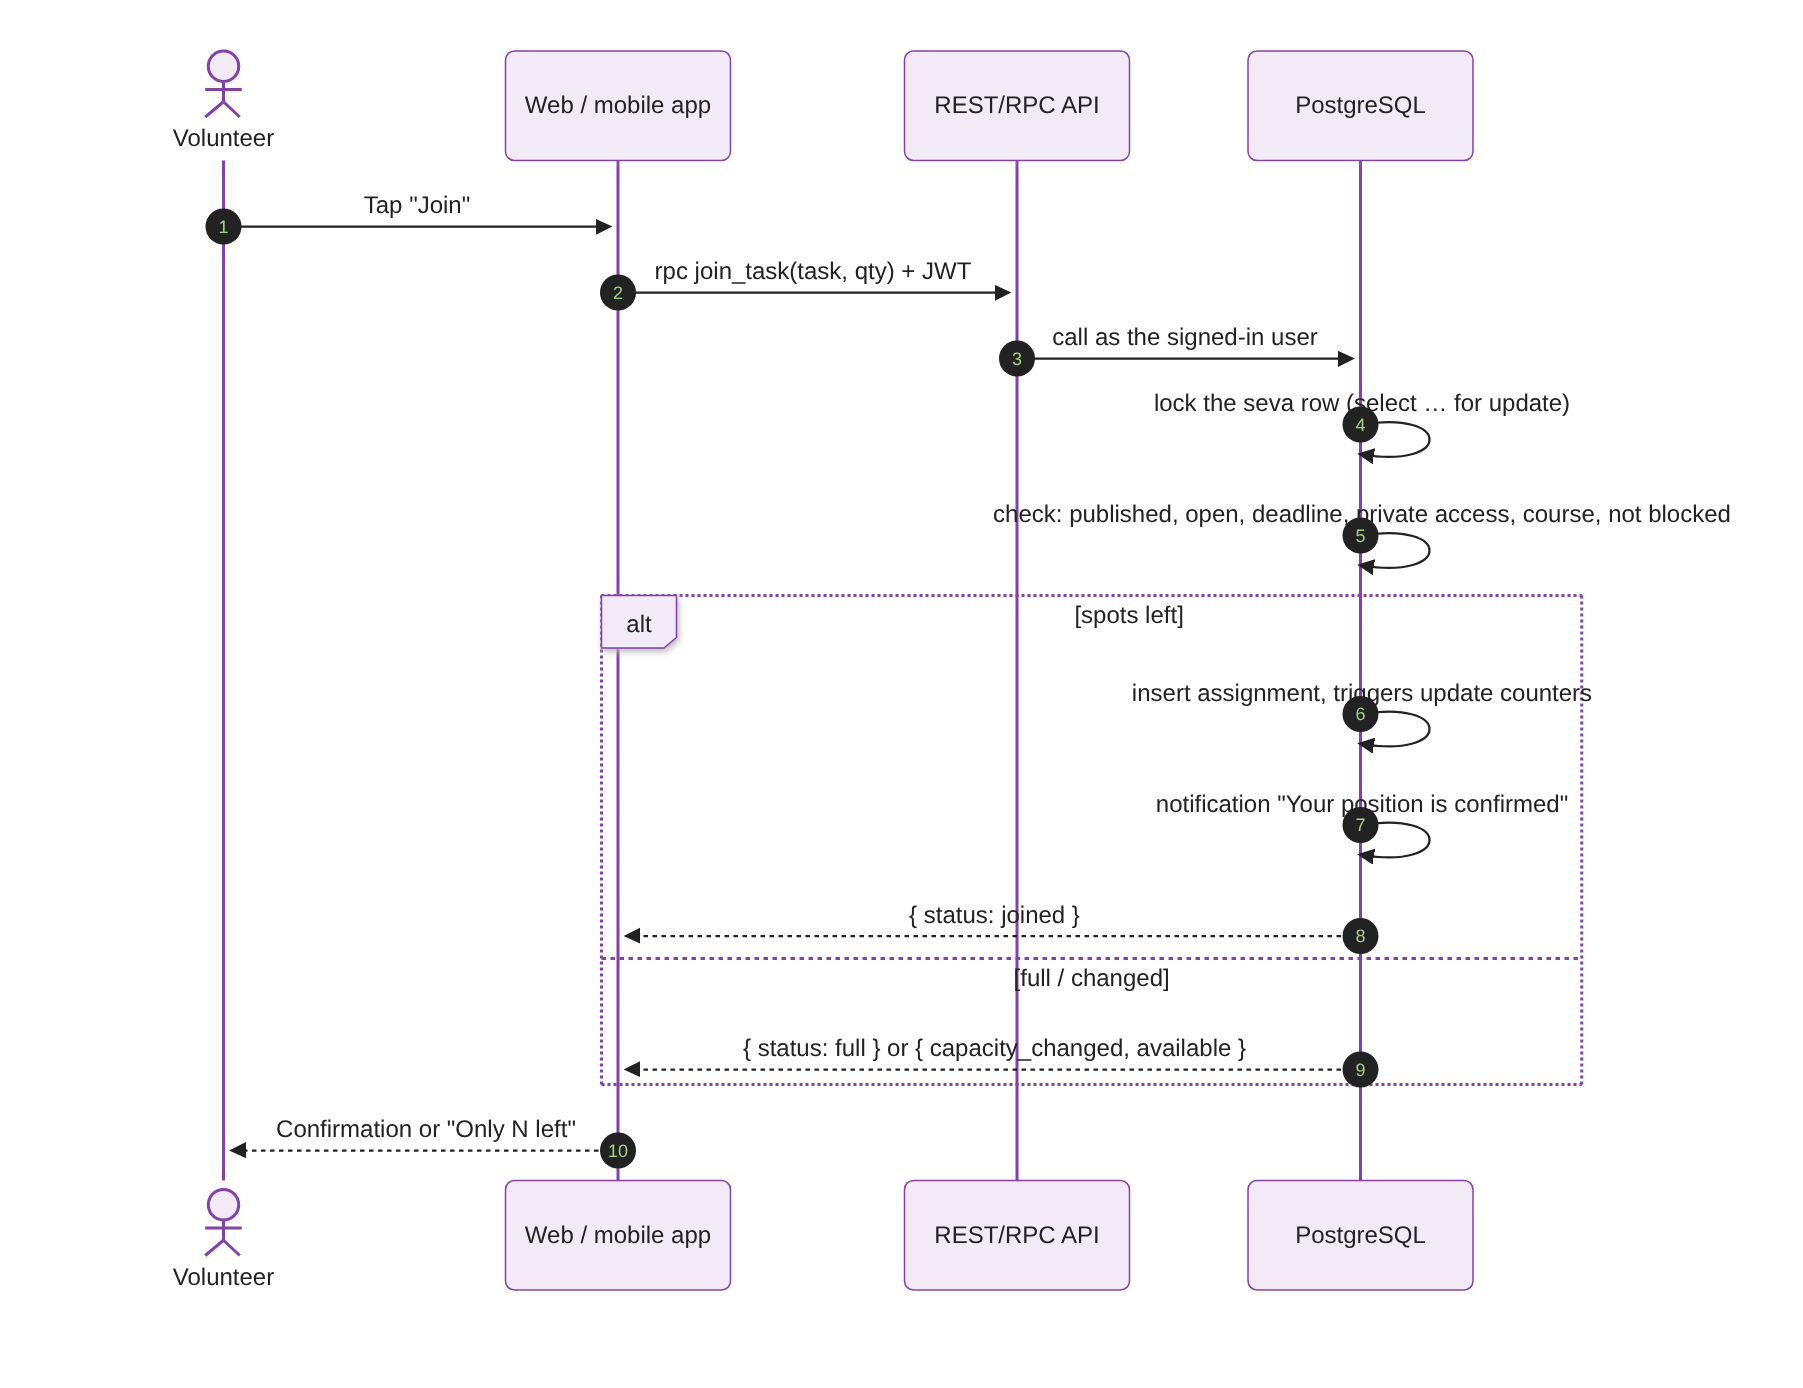 Volunteer
Web / mobile app
REST/RPC API
PostgreSQL
Tap "Join"
1
rpc join_task(task, qty) + JWT
2
call as the signed-in user
3
lock the seva row (select … for update)
4
check: published, open, deadline, private access, course, not blocked
5
alt
[spots left]
insert assignment, triggers update counters
6
notification "Your position is confirmed"
7
{ status: joined }
8
[full / changed]
{ status: full } or { capacity_changed, available }
9
Confirmation or "Only N left"
10
Volunteer
Web / mobile app
REST/RPC API
PostgreSQL